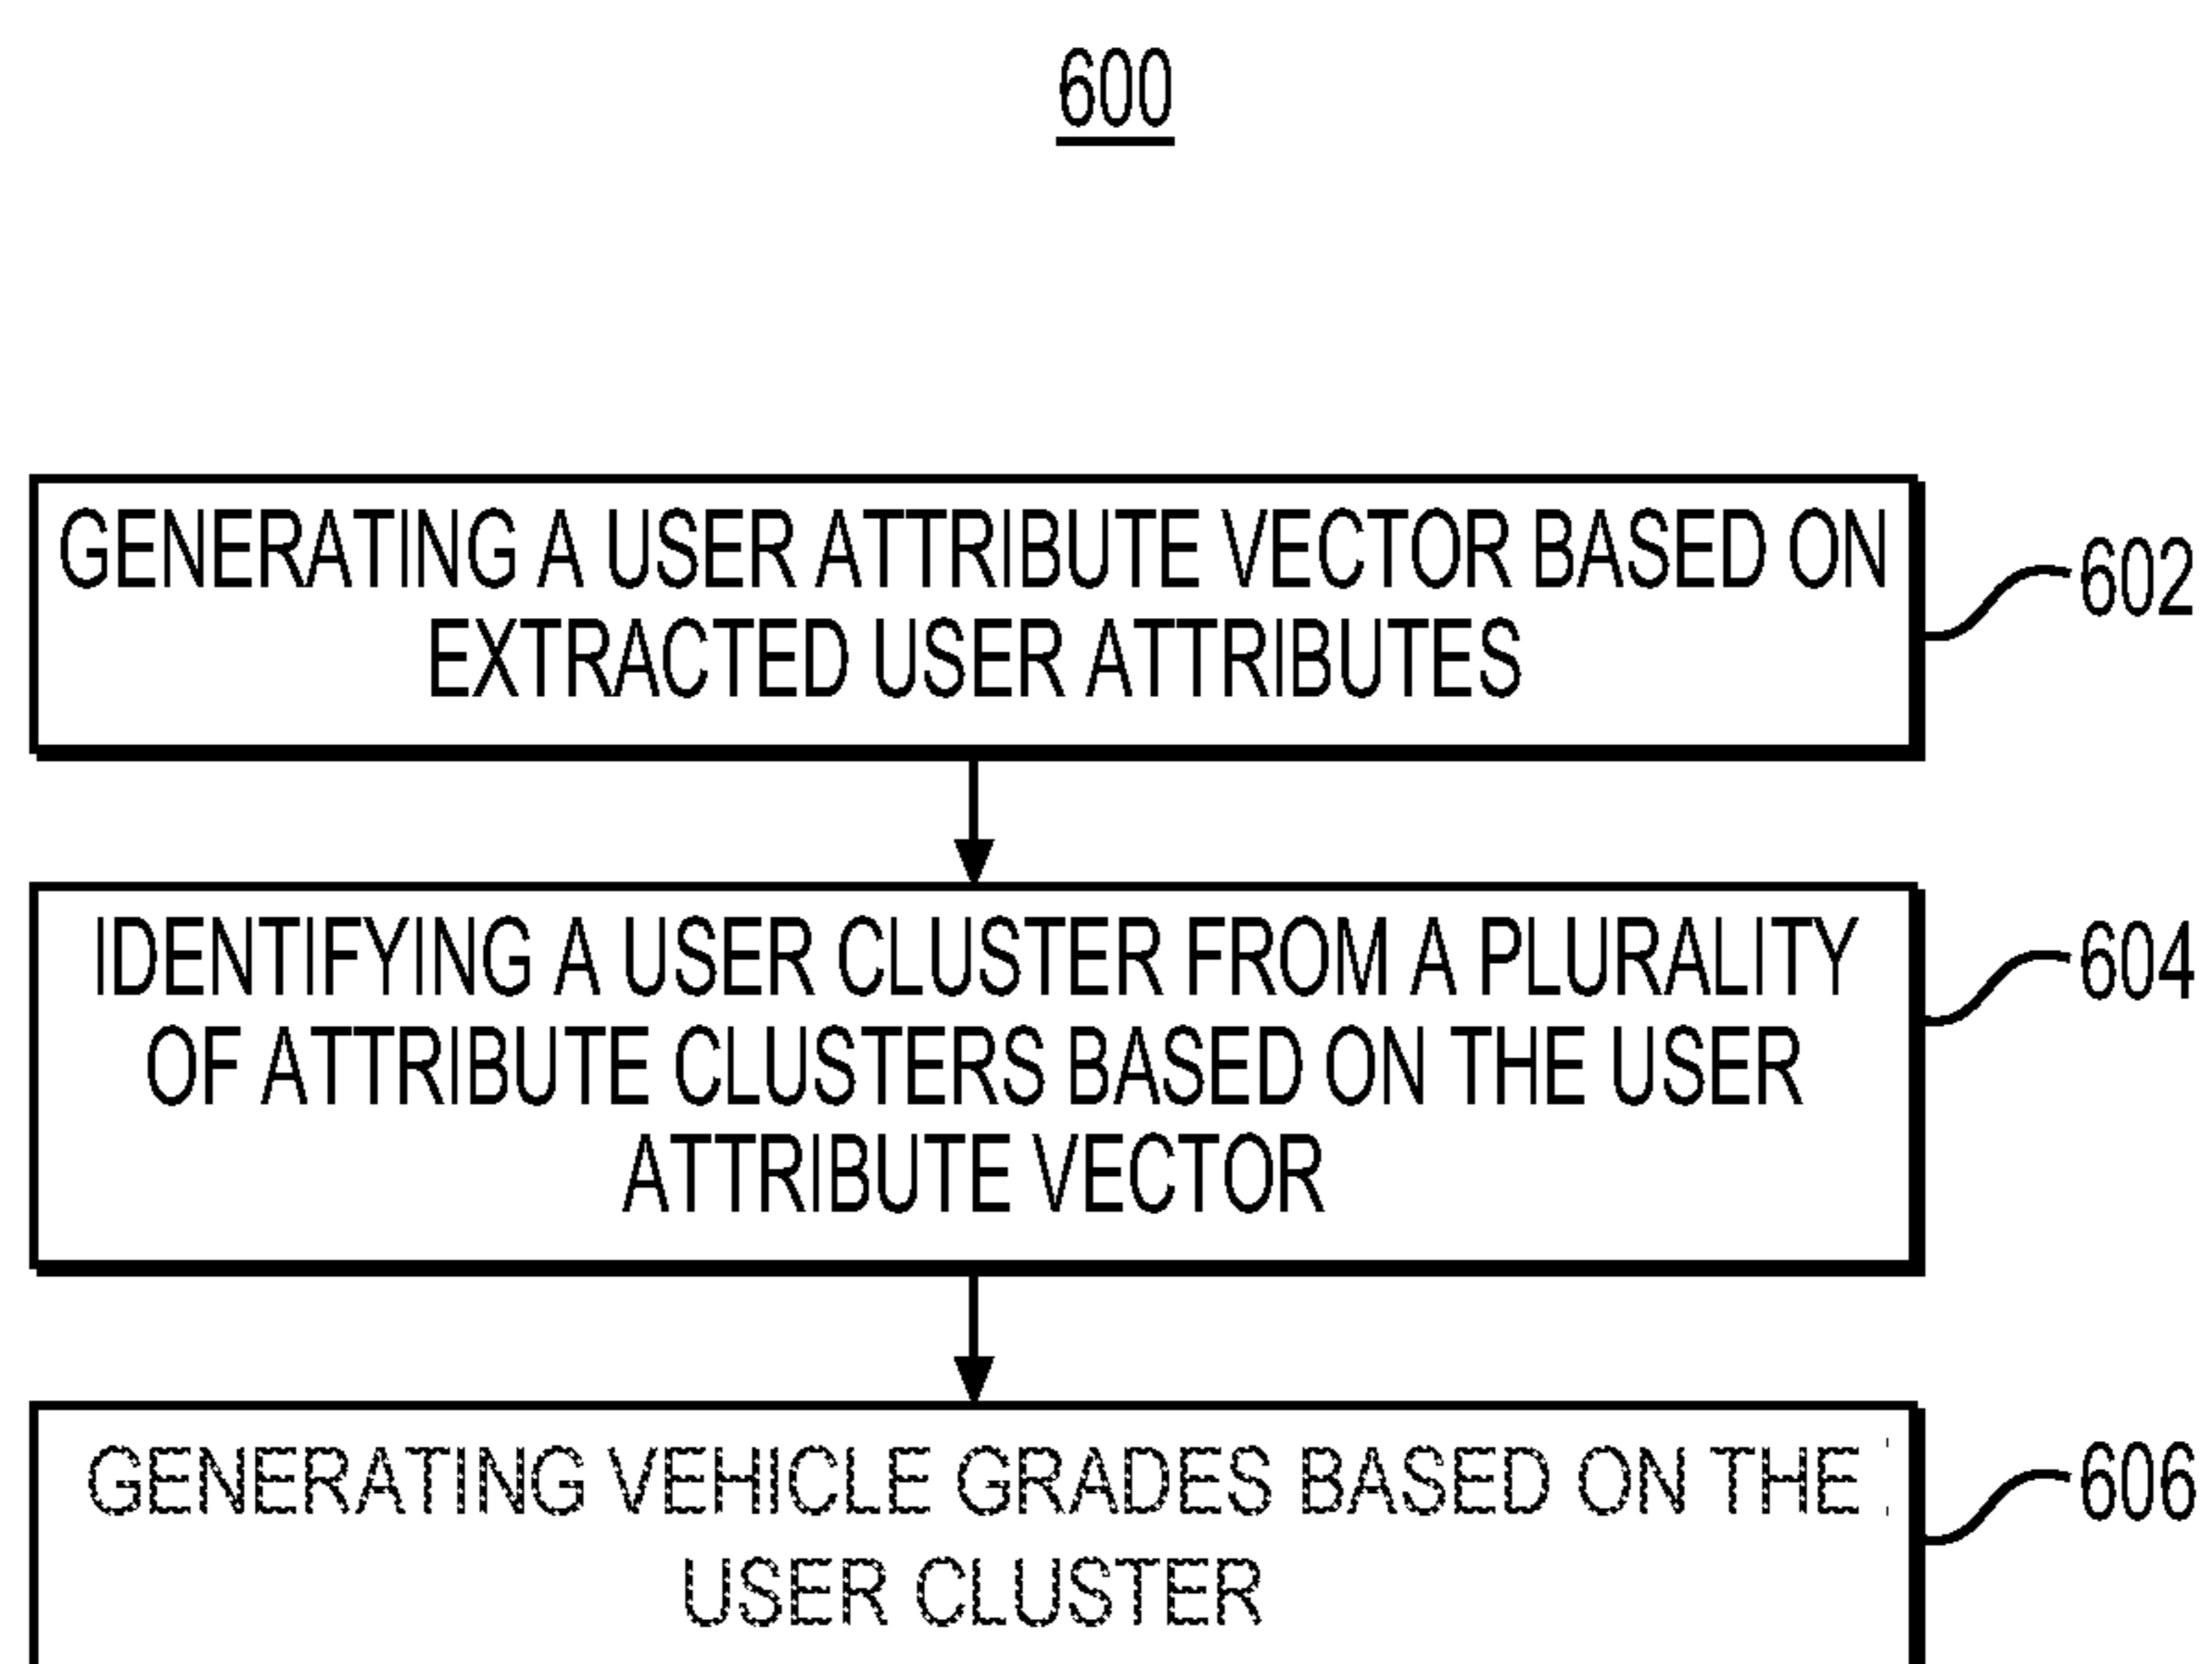 600
GENERATING A USER ATTRIBUTE VECTOR BASED ON
EXTRACTED USER ATTRIBUTES
602
IDENTIFYING A USER CLUSTER FROM A PLURALITY
OF ATTRIBUTE CLUSTERS BASED ON THE USER
ATTRIBUTE VECTOR
604
GENERATING VEHICLE GRADES BASED ON THE
USER CLUSTER
606